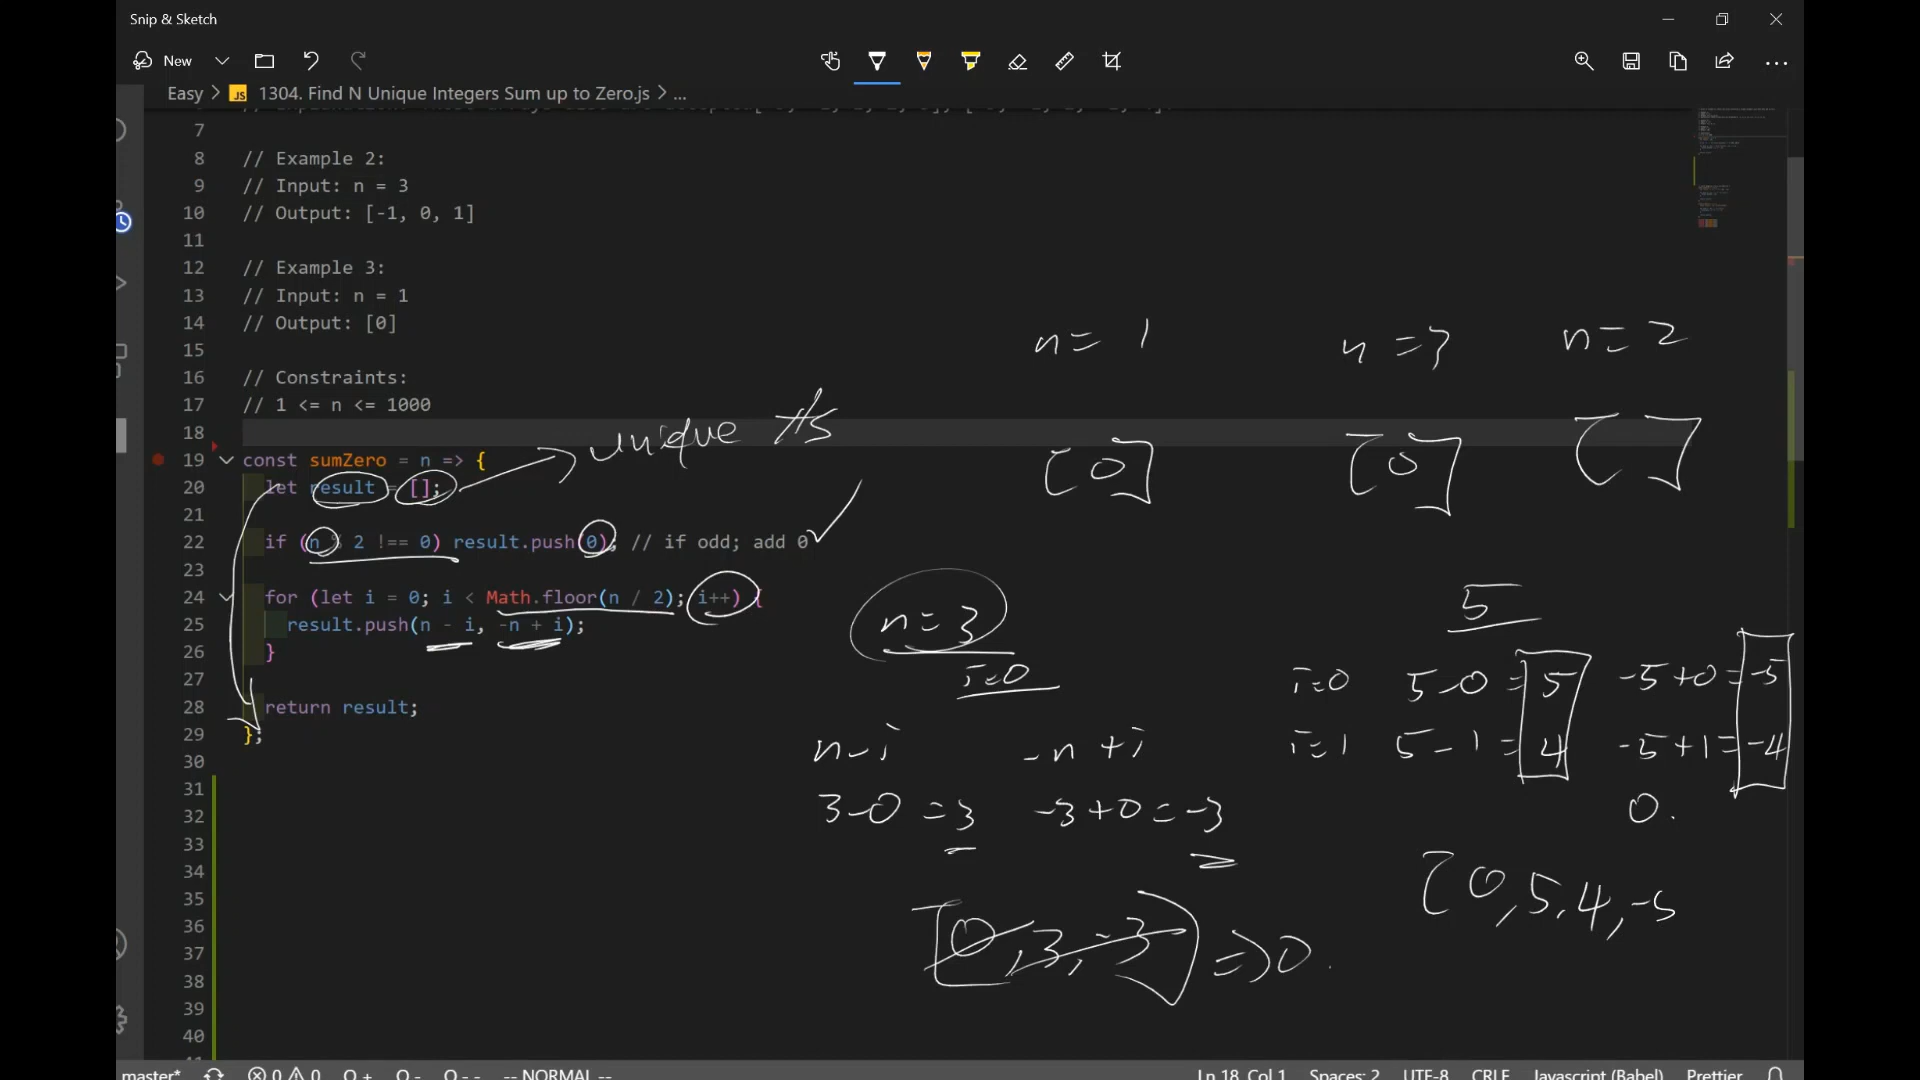 Snip & Sketch
New
Easy > JS 1304. Find N Unique Integers Sum up to Zero.js > ...
7
8 // Example 2:
9 // Input: n = 3
10 // Output: [-1, 0, 1]
11
12 // Example 3:
13 // Input: n = 1
14 // Output: [0]
15
16 // Constraints:
17 // 1 <= n <= 1000
18
19 const sumZero = n => {
20 let result = [];
21
22 if (n % 2 !== 0) result.push(0); // if odd; add 0
23
24 for (let i = 0; i < Math.floor(n / 2); i++) {
25 result.push(n - i, -n + i);
26 }
27
28 return result;
29 };
30
31
32
33
34
35
36
37
38
39
40
unique #s
n = 1 n = 3 n = 2
[0] [0] [ ]
n = 3
i=0
n-i -n+i
3-0 = 3 -3+0 = -3
[0, 3, -3] => 0.
5
i=0 5-0 = 5 -5+0 = -5
i=1 5-1 = 4 -5+1 = -4
0.
[0, 5, 4, -5
master* 0 0 -- NORMAL -- Ln 18, Col 1 Spaces: 2 UTF-8 CRLF Javascript (Babel) Prettier